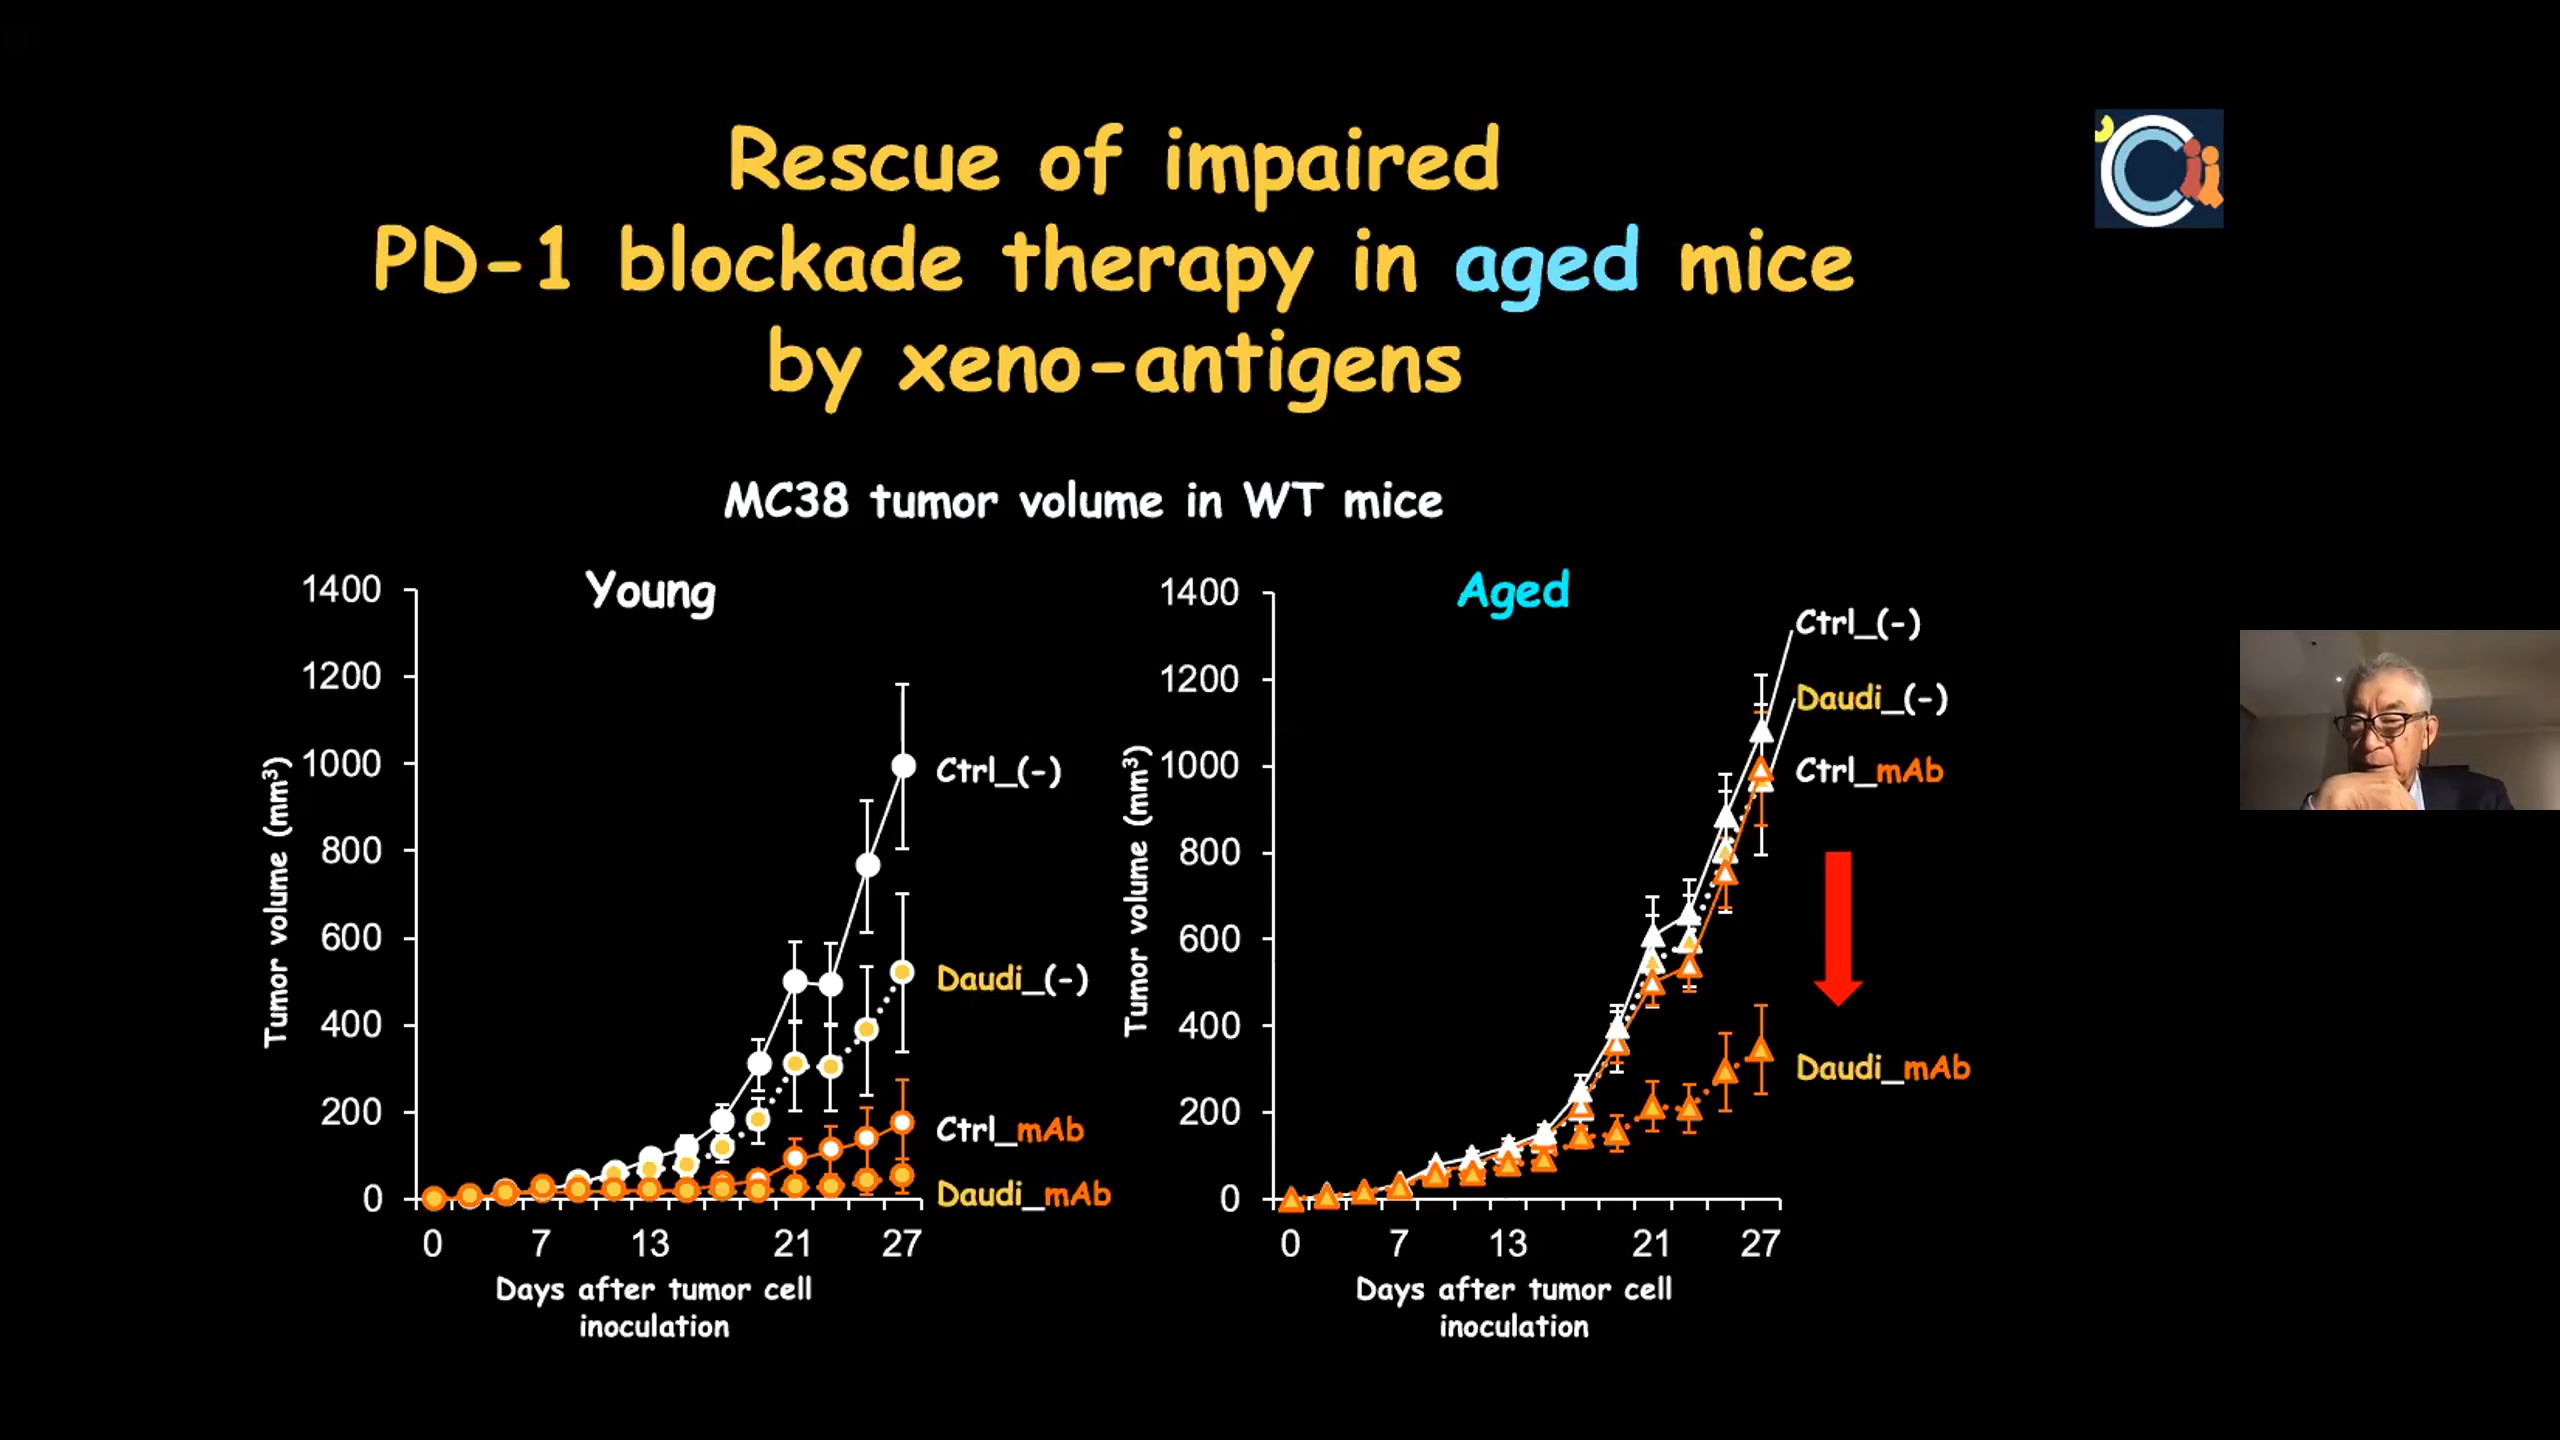 Rescue of impaired
PD-1 blockade therapy in aged mice
by xeno-antigens
MC38 tumor volume in WT mice
Young
1400
1200
1000
800
600
400
200
0
Tumor volume (mm³)
0 7 13 21 27
Days after tumor cell
inoculation
Ctrl_(-)
Daudi_(-)
Ctrl_mAb
Daudi_mAb
Aged
1400
1200
1000
800
600
400
200
0
Tumor volume (mm³)
0 7 13 21 27
Days after tumor cell
inoculation
Ctrl_(-)
Daudi_(-)
Ctrl_mAb
Daudi_mAb